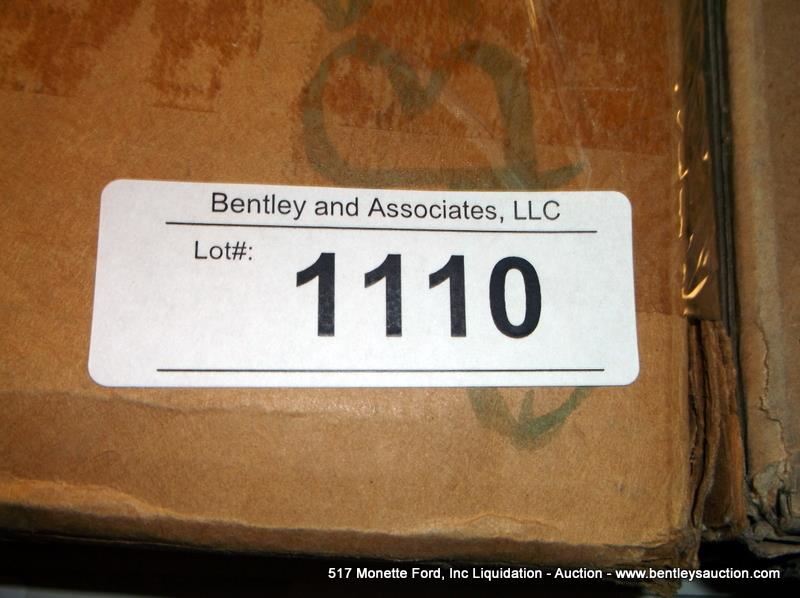 Bentley and Associates, LLC
Lot#:
1110
517 Monette Ford, Inc Liquidation - Auction - www.bentleysauction.com